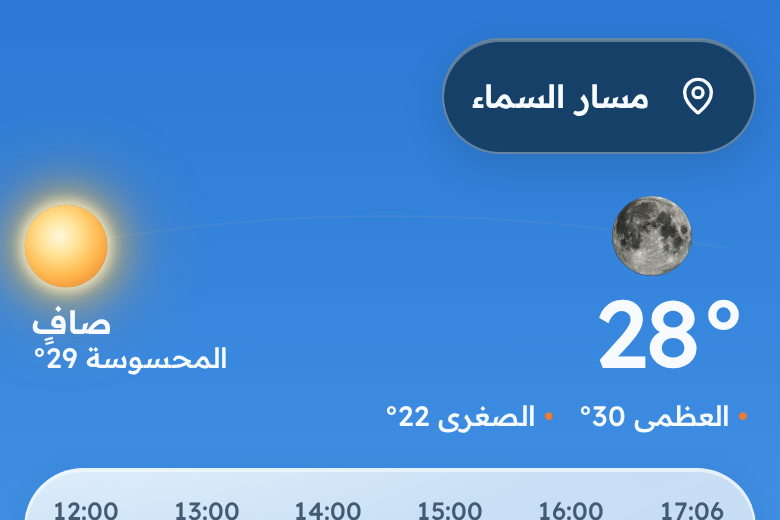 مسار السماء
28°
صافٍ
المحسوسة 29°
العظمى 30° • الصغرى 22°
12:00 13:00 14:00 15:00 16:00 17:06